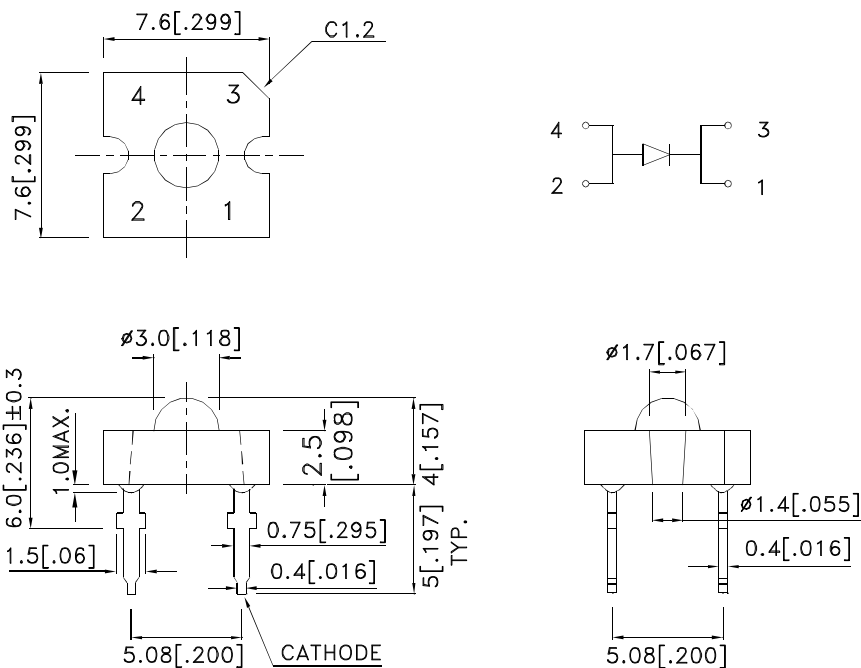 7.6[.299]
C1.2
4 3
7.6[.299]
2 1
4 3
2 1
ø3.0[.118]
ø1.7[.067]
6.0[.236]±0.3
1.0MAX.
2.5
[.098]
4[.157]
ø1.4[.055]
0.75[.295]
5[.197]
TYP.
1.5[.06]
0.4[.016]
0.4[.016]
5.08[.200]
CATHODE
5.08[.200]